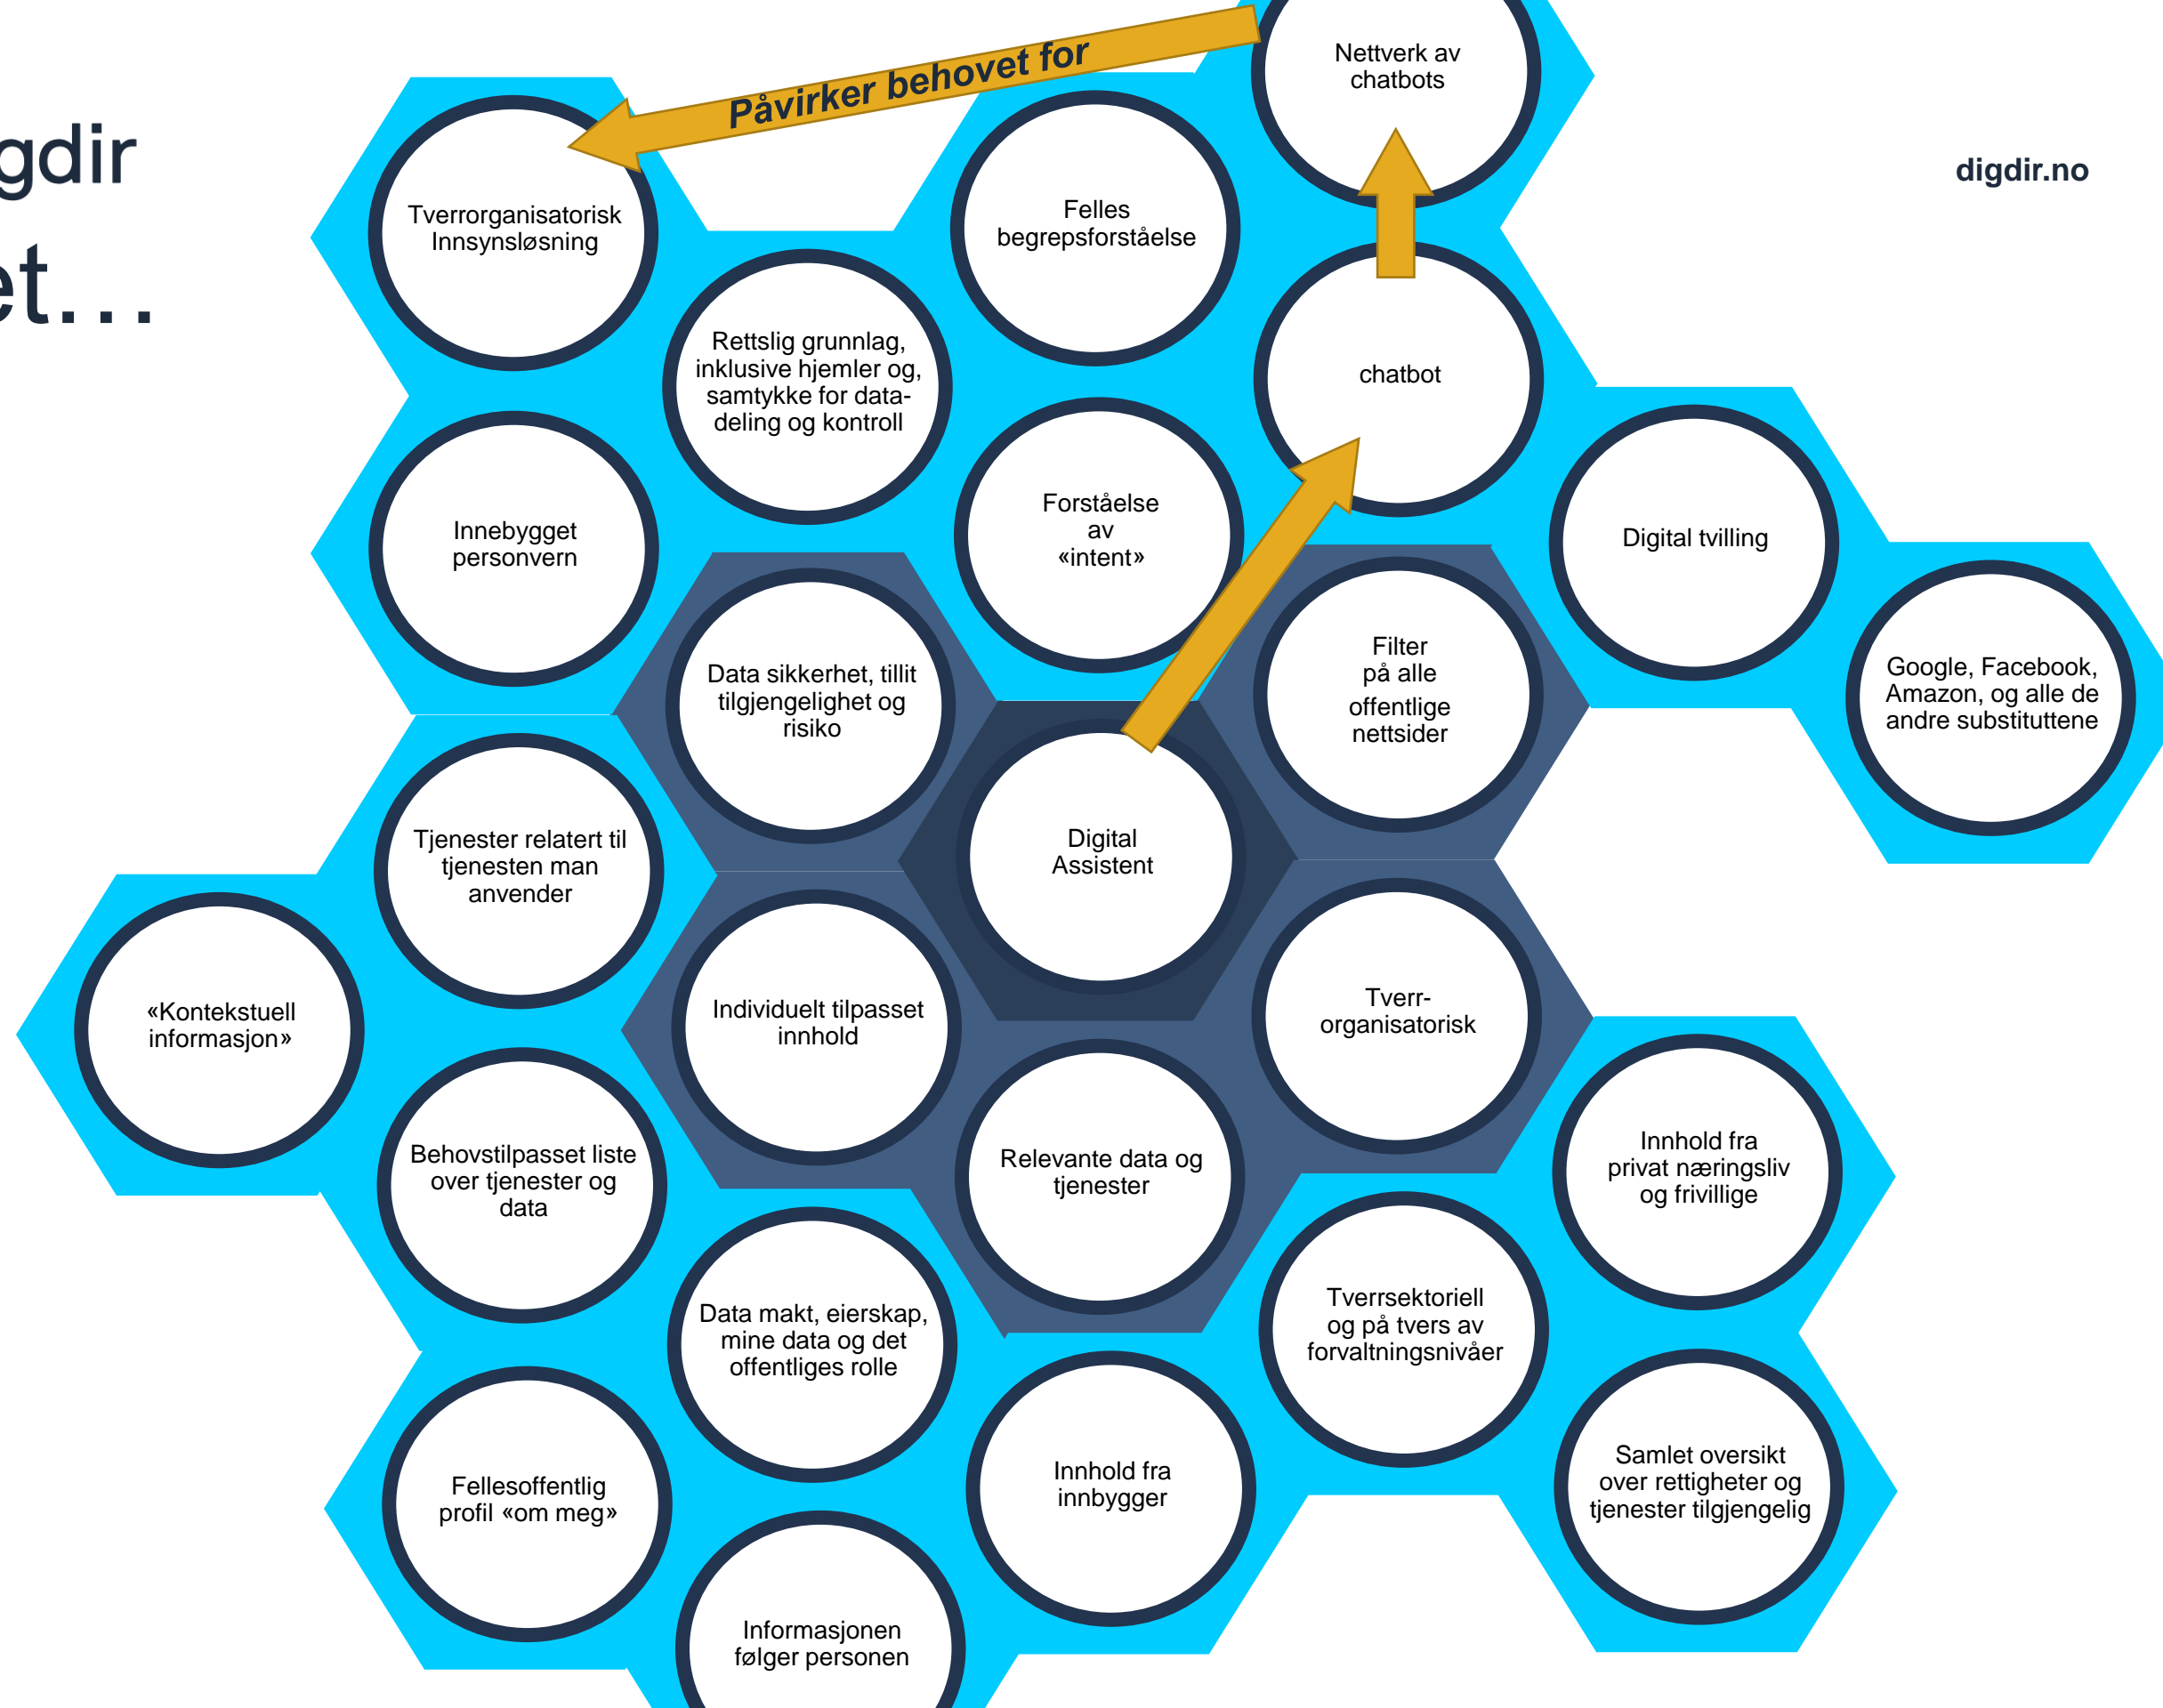 gdir
et...
digdir.no
Påvirker behovet for
Nettverk av
chatbots
Tverrorganisatorisk
Innsynsløsning
Felles
begrepsforståelse
Rettslig grunnlag,
inklusive hjemler og,
samtykke for data-
deling og kontroll
chatbot
Innebygget
personvern
Forståelse
av
«intent»
Digital tvilling
Data sikkerhet, tillit
tilgjengelighet og
risiko
Filter
på alle
offentlige
nettsider
Google, Facebook,
Amazon, og alle de
andre substituttene
Tjenester relatert til
tjenesten man
anvender
Digital
Assistent
«Kontekstuell
informasjon»
Individuelt tilpasset
innhold
Tverr-
organisatorisk
Behovstilpasset liste
over tjenester og
data
Relevante data og
tjenester
Innhold fra
privat næringsliv
og frivillige
Data makt, eierskap,
mine data og det
offentliges rolle
Tverrsektoriell
og på tvers av
forvaltningsnivåer
Fellesoffentlig
profil «om meg»
Innhold fra
innbygger
Samlet oversikt
over rettigheter og
tjenester tilgjengelig
Informasjonen
følger personen